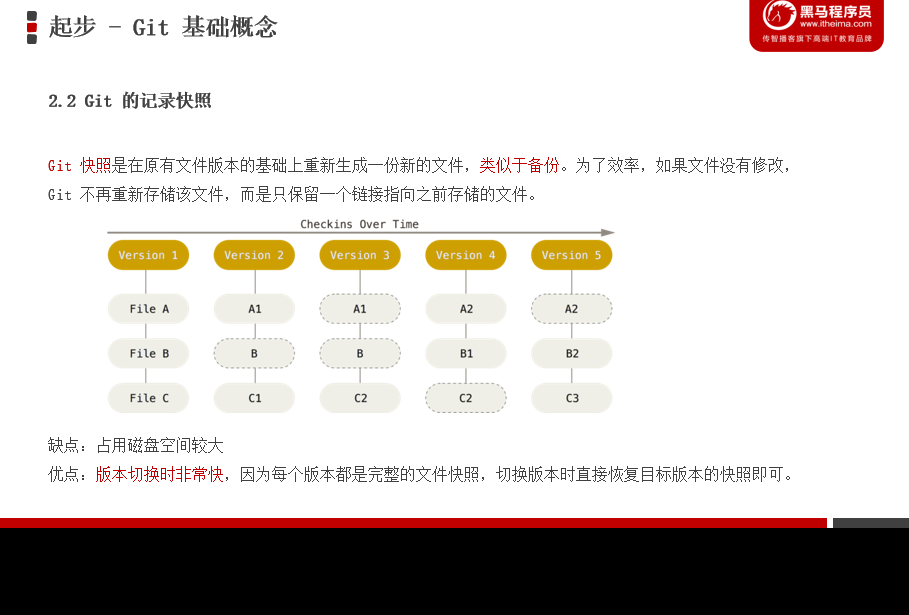 起步 - Git 基础概念
黑马程序员
www.itheima.com
传智播客旗下高端IT教育品牌
2.2 Git 的记录快照
Git 快照是在原有文件版本的基础上重新生成一份新的文件，类似于备份。为了效率，如果文件没有修改，
Git 不再重新存储该文件，而是只保留一个链接指向之前存储的文件。
Checkins Over Time
Version 1 Version 2 Version 3 Version 4 Version 5
File A A1 A1 A2 A2
File B B B B1 B2
File C C1 C2 C2 C3
缺点：占用磁盘空间较大
优点：版本切换时非常快，因为每个版本都是完整的文件快照，切换版本时直接恢复目标版本的快照即可。